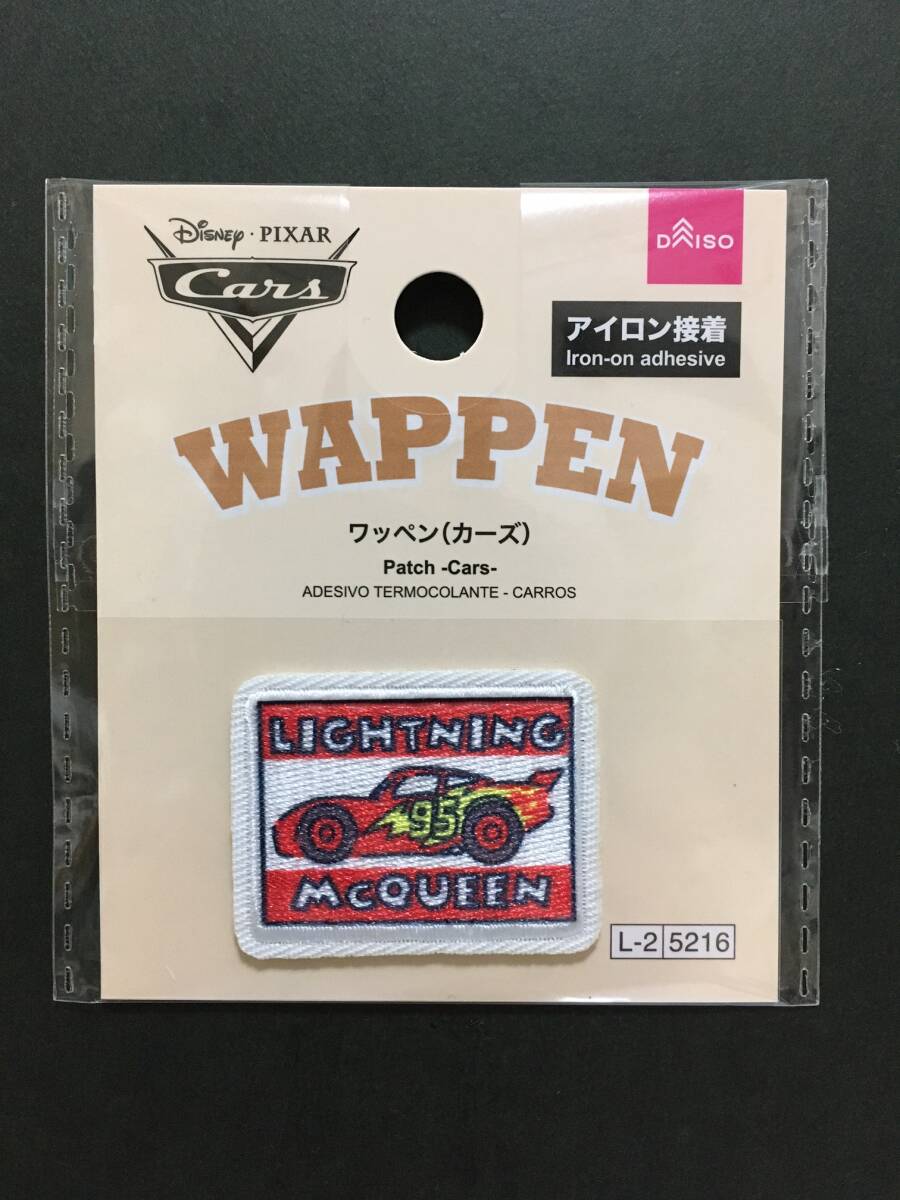 Disney · PIXAR
Cars
DAISO
アイロン接着
Iron-on adhesive
WAPPEN
ワッペン(カーズ)
Patch -Cars-
ADESIVO TERMOCOLANTE - CARROS
LIGHTNING
95
McQUEEN
L-2 5216